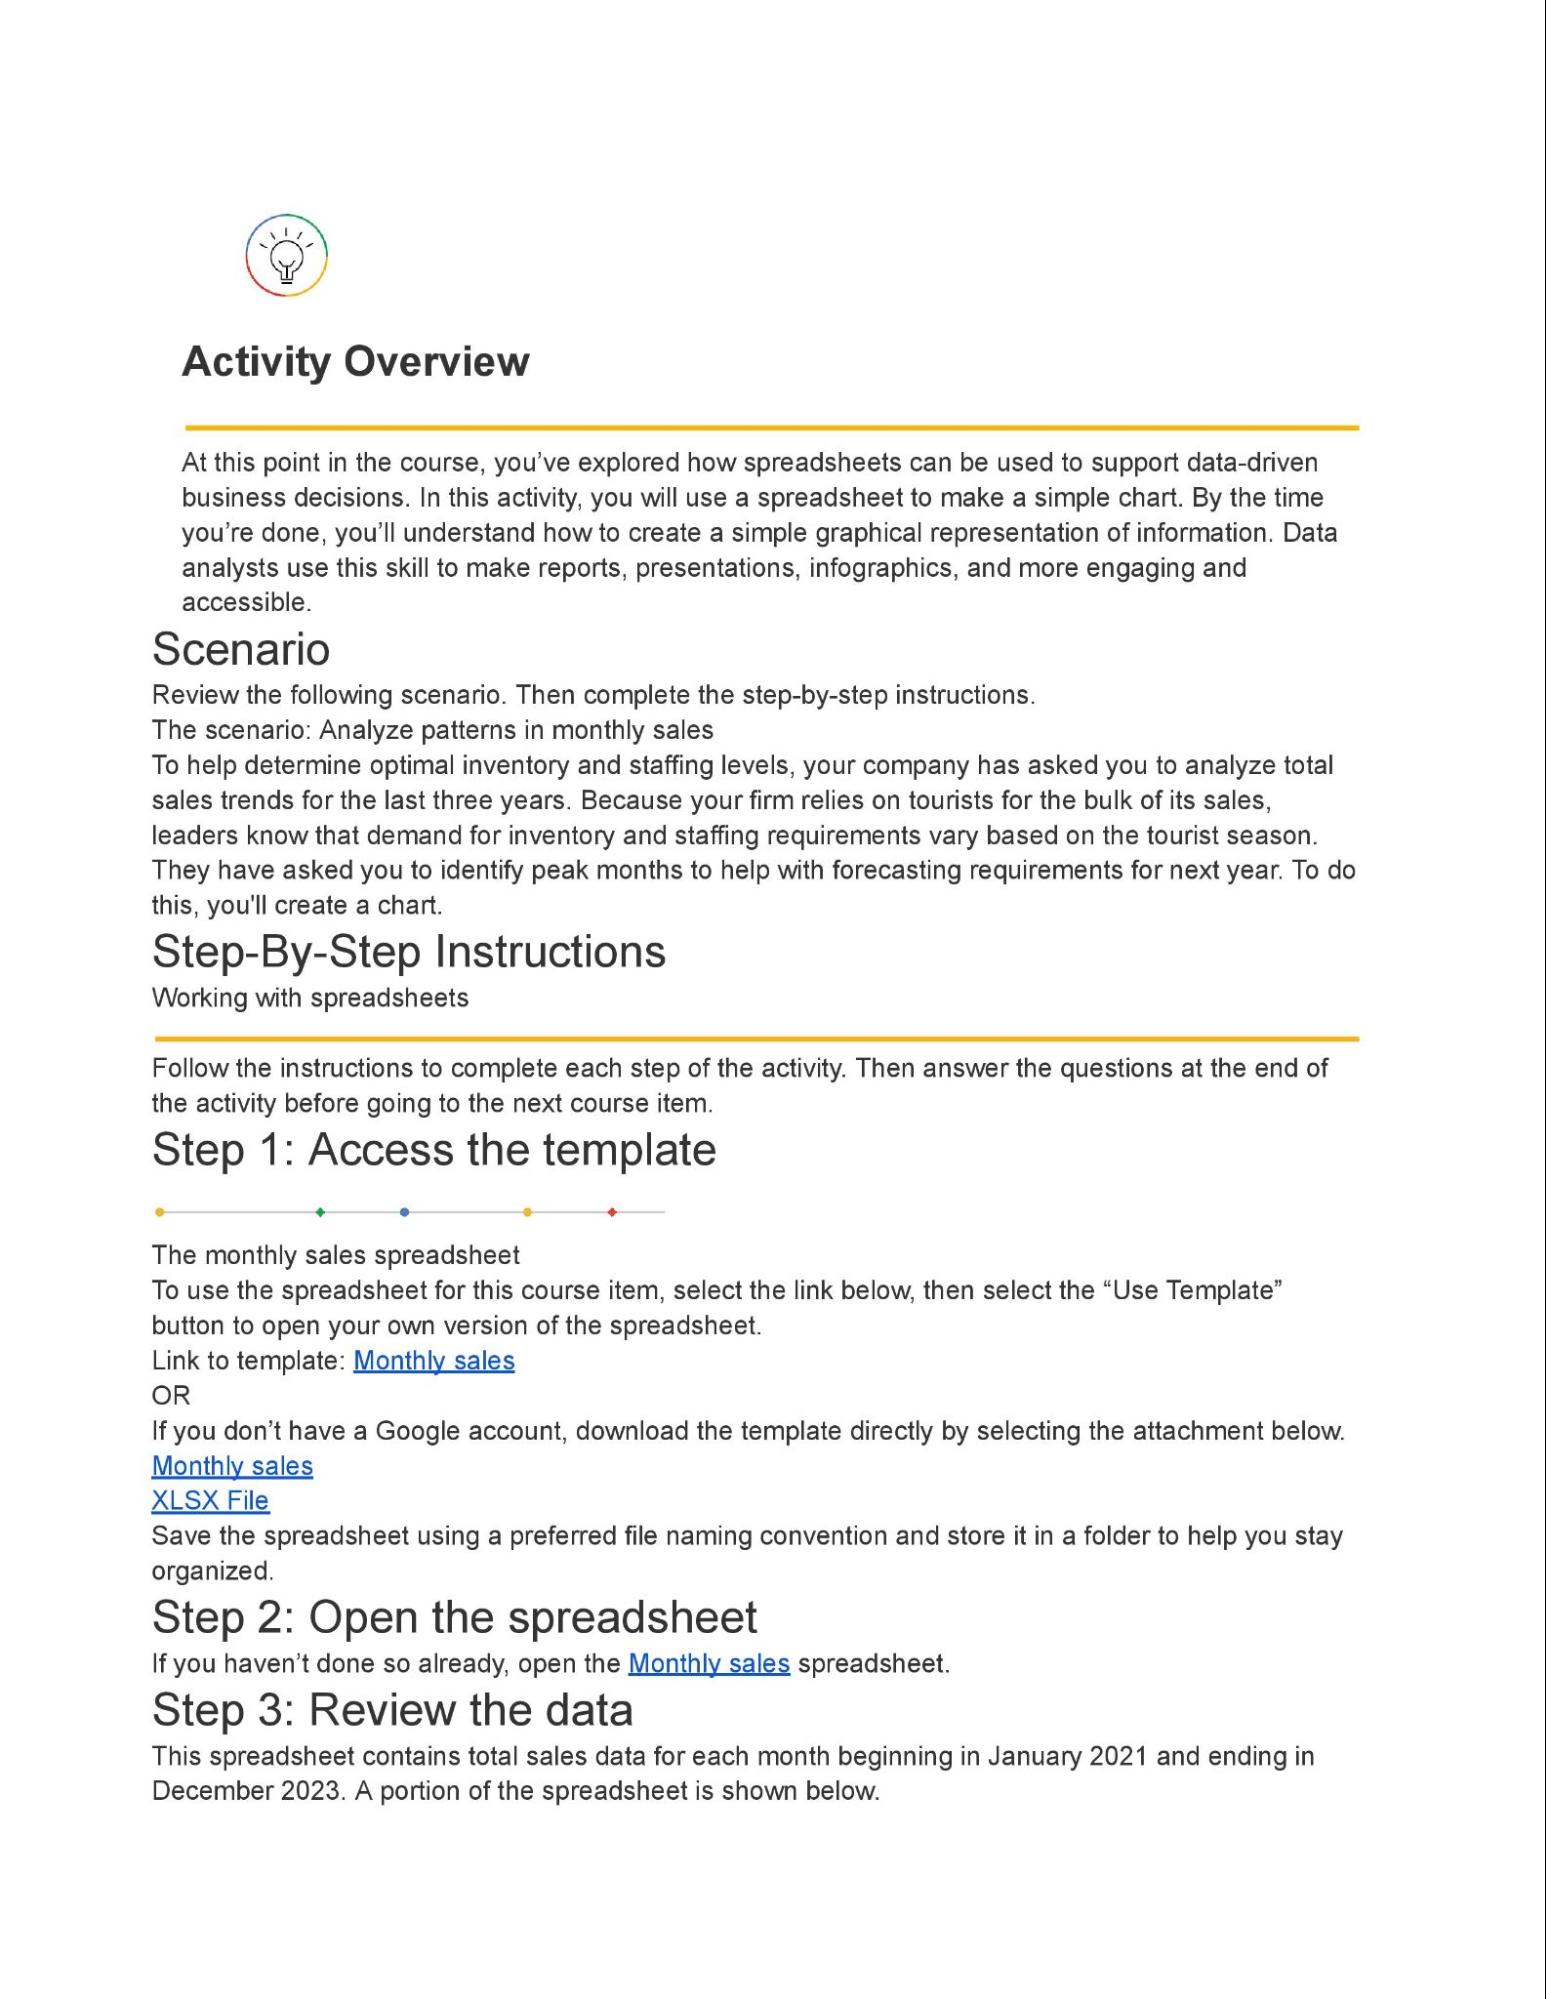 Activity Overview
At this point in the course, you’ve explored how spreadsheets can be used to support data-driven
business decisions. In this activity, you will use a spreadsheet to make a simple chart. By the time
you’re done, you’ll understand how to create a simple graphical representation of information. Data
analysts use this skill to make reports, presentations, infographics, and more engaging and
accessible.
Scenario
Review the following scenario. Then complete the step-by-step instructions.
The scenario: Analyze patterns in monthly sales
To help determine optimal inventory and staffing levels, your company has asked you to analyze total
sales trends for the last three years. Because your firm relies on tourists for the bulk of its sales,
leaders know that demand for inventory and staffing requirements vary based on the tourist season.
They have asked you to identify peak months to help with forecasting requirements for next year. To do
this, you'll create a chart.
Step-By-Step Instructions
Working with spreadsheets
Follow the instructions to complete each step of the activity. Then answer the questions at the end of
the activity before going to the next course item.
Step 1: Access the template
The monthly sales spreadsheet
To use the spreadsheet for this course item, select the link below, then select the “Use Template”
button to open your own version of the spreadsheet.
Link to template: Monthly sales
OR
If you don’t have a Google account, download the template directly by selecting the attachment below.
Monthly sales
XLSX File
Save the spreadsheet using a preferred file naming convention and store it in a folder to help you stay
organized.
Step 2: Open the spreadsheet
If you haven’t done so already, open the Monthly sales spreadsheet.
Step 3: Review the data
This spreadsheet contains total sales data for each month beginning in January 2021 and ending in
December 2023. A portion of the spreadsheet is shown below.